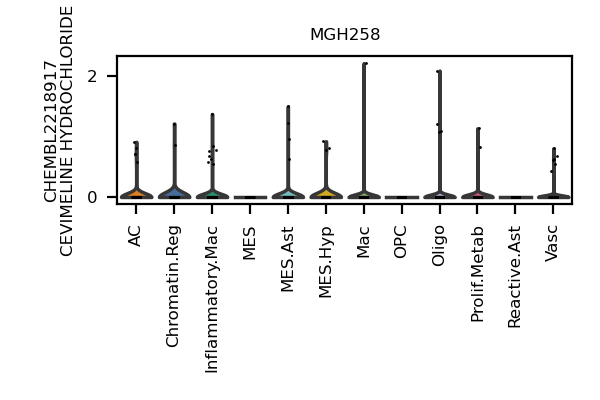 MGH258
CHEMBL2218917
CEVIMELINE HYDROCHLORIDE
2
0
AC
Chromatin.Reg
Inflammatory.Mac
MES
MES.Ast
MES.Hyp
Mac
OPC
Oligo
Prolif.Metab
Reactive.Ast
Vasc